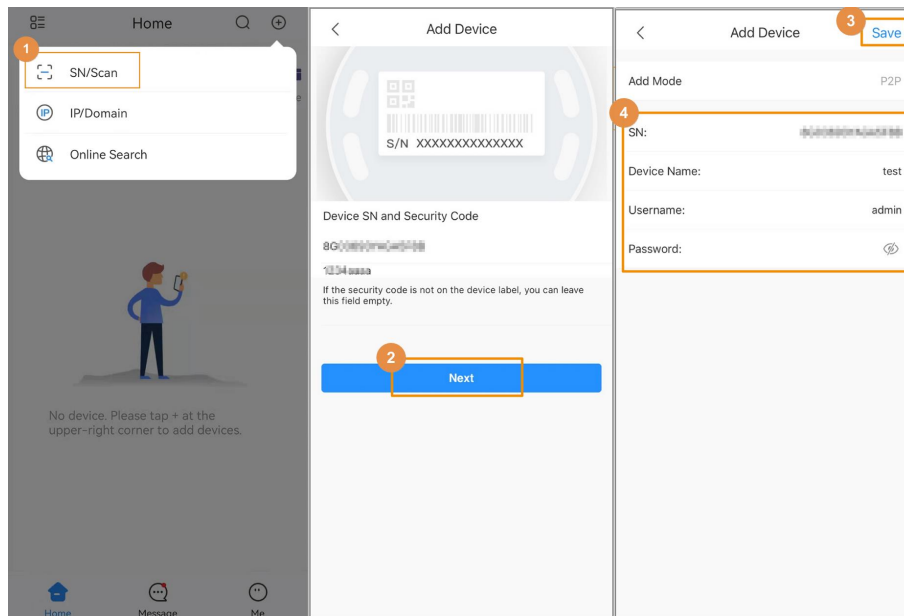 Home
1
SN/Scan
IP/Domain
Online Search
No device. Please tap + at the
upper-right corner to add devices.
Home
Message
Me
Add Device
S/N XXXXXXXXXXXXXX
Device SN and Security Code
If the security code is not on the device label, you can leave
this field empty.
2
Next
Add Device
3
Save
Add Mode
P2P
4
SN:
Device Name:
test
Username:
admin
Password: